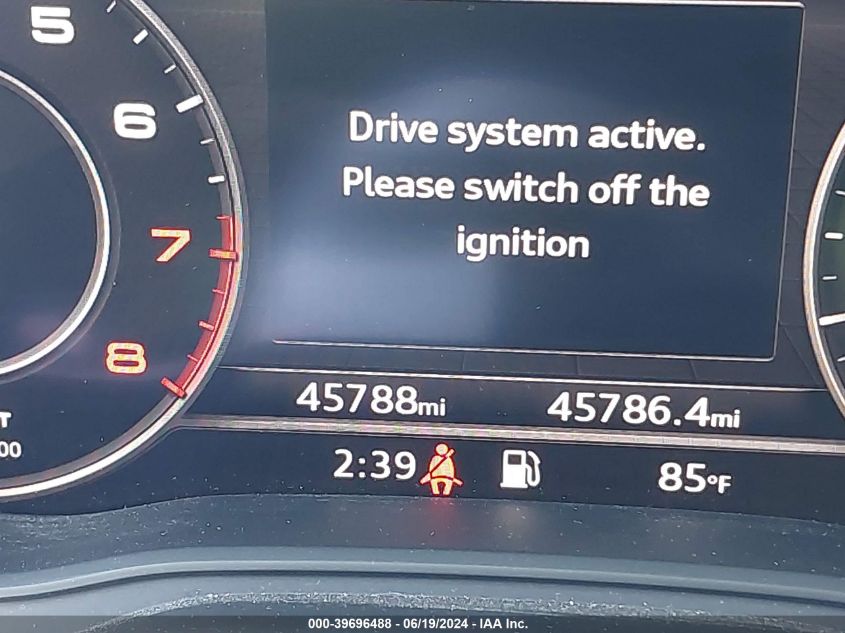 5
6
7
8
Drive system active.
Please switch off the
ignition
45788mi 45786.4mi
2:39 85°F
000-39696488 - 06/19/2024 - IAA Inc.